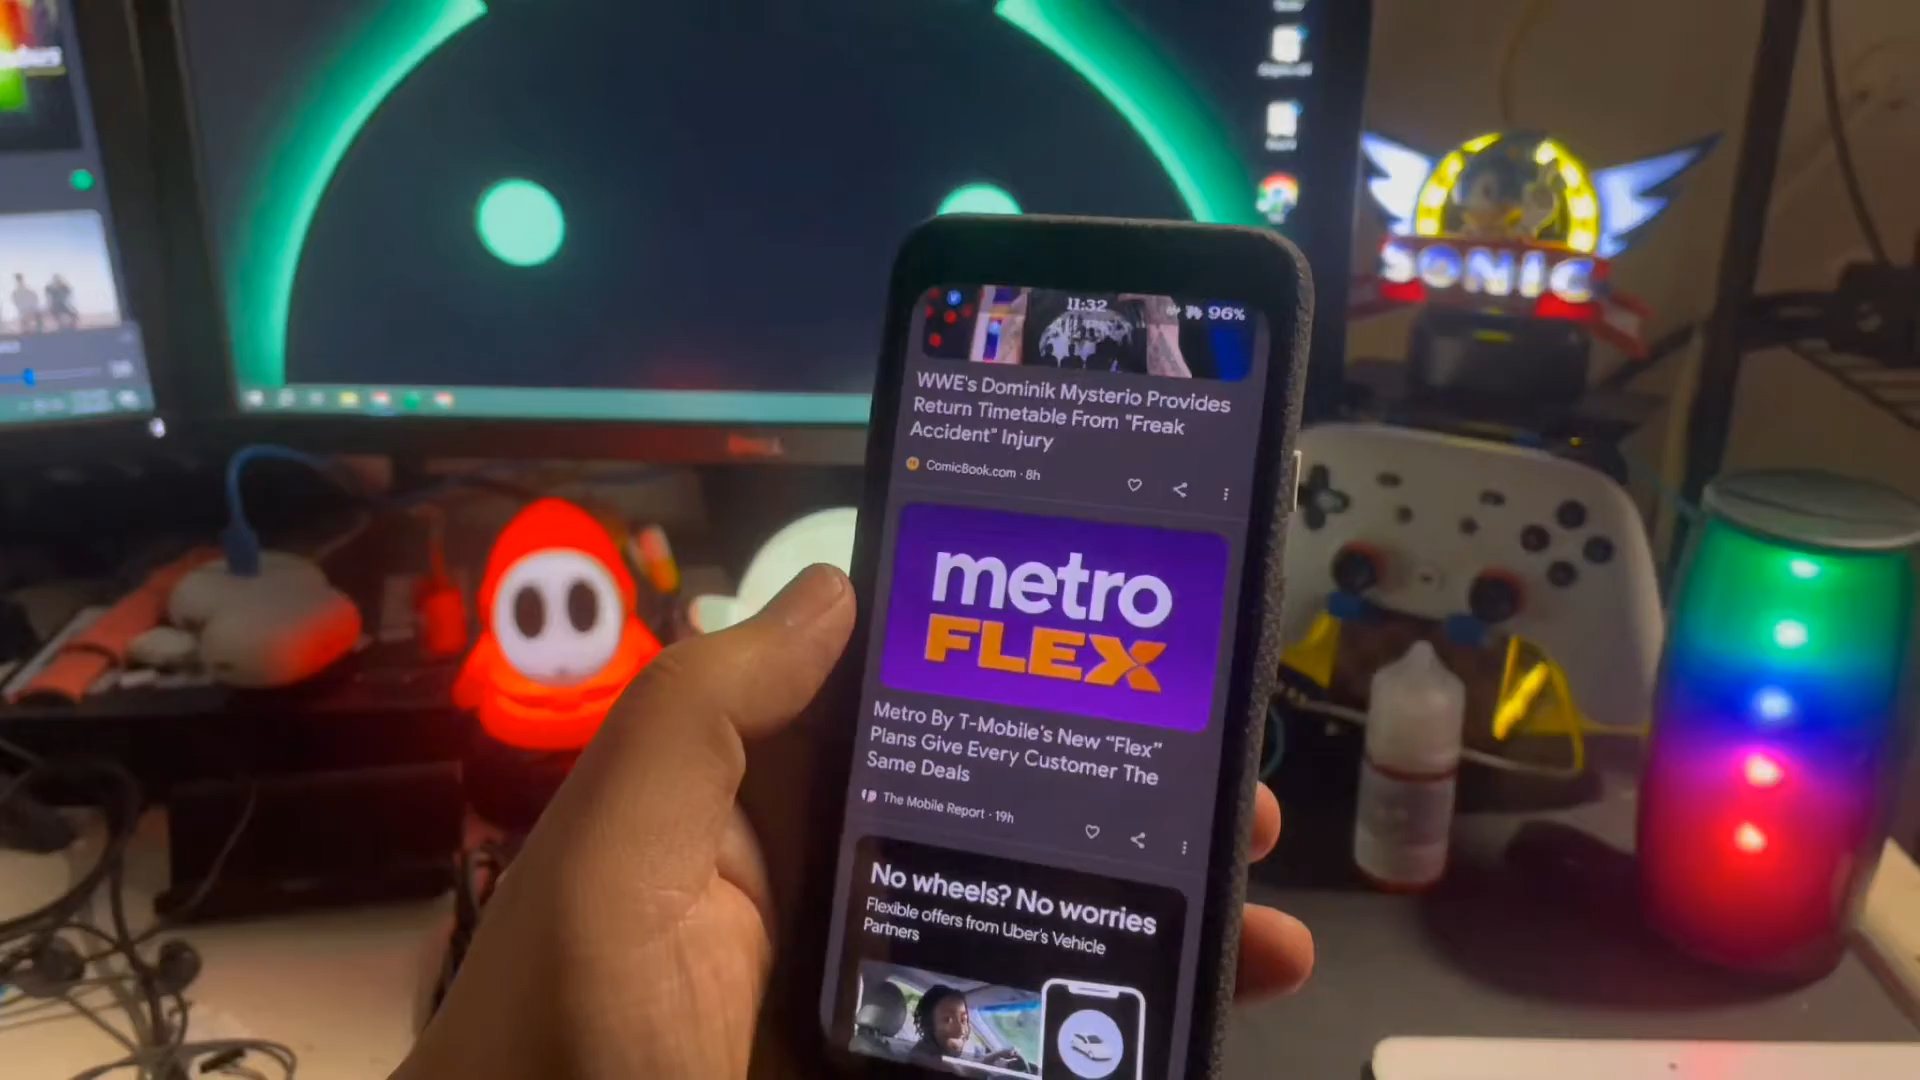 11:32
96%
WWE's Dominik Mysterio Provides
Return Timetable From "Freak
Accident" Injury
ComicBook.com · 8h
metro
FLEX
Metro By T-Mobile's New “Flex”
Plans Give Every Customer The
Same Deals
The Mobile Report · 19h
No wheels? No worries
Flexible offers from Uber's Vehicle
Partners
SONIC